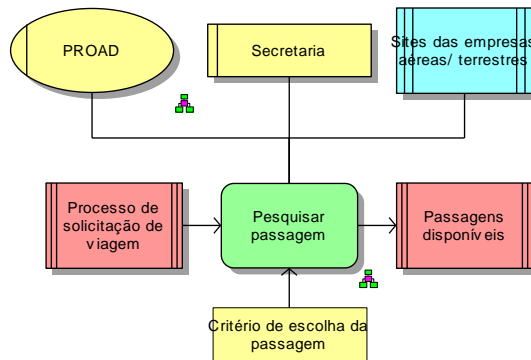 PROAD
Secretaria
Sites das empresas
aéreas/ terrestres
Processo de
solicitação de
viagem
Pesquisar
passagem
Passagens
disponíveis
Critério de escolha da
passagem